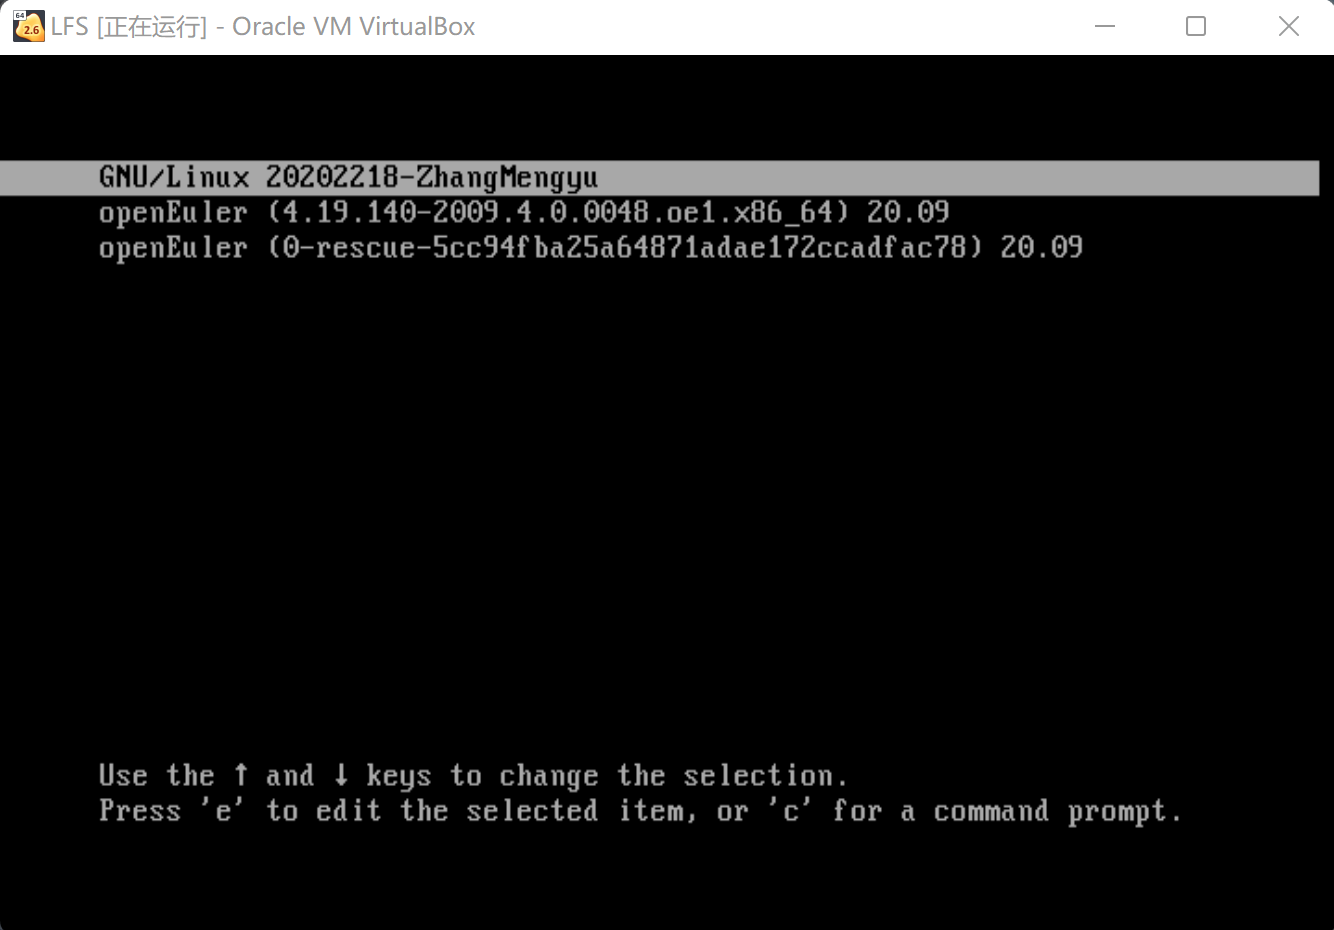 64
2.6
LFS [正在运行] - Oracle VM VirtualBox
GNU/Linux 20202218-ZhangMengyu
openEuler (4.19.140-2009.4.0.0048.oe1.x86_64) 20.09
openEuler (0-rescue-5cc94fba25a64871adae172ccadfac78) 20.09
Use the ↑ and ↓ keys to change the selection.
Press 'e' to edit the selected item, or 'c' for a command prompt.